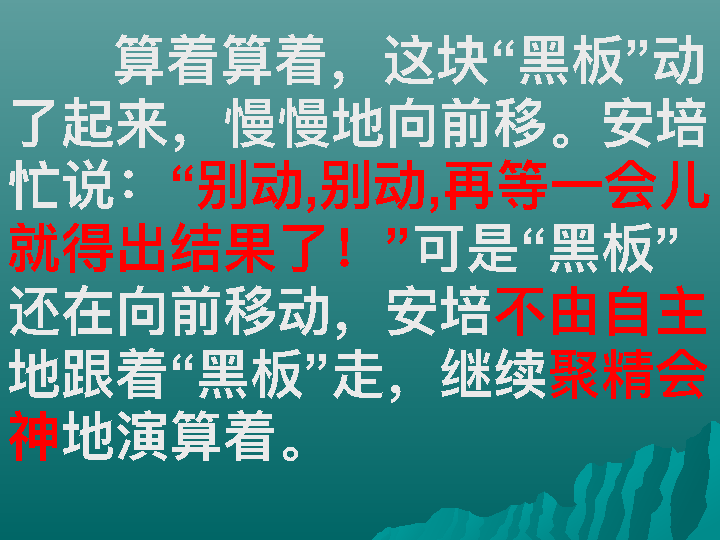 算着算着，这块“黑板”动
了起来，慢慢地向前移。安培
忙说：“别动,别动,再等一会儿
就得出结果了！”可是“黑板”
还在向前移动，安培不由自主
地跟着“黑板”走，继续聚精会
神地演算着。